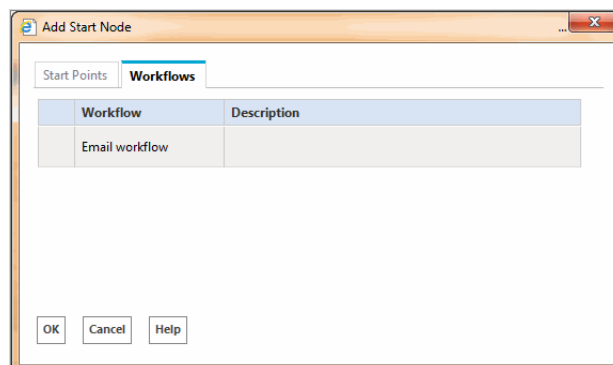 Add Start Node
...
x
Start Points Workflows
Workflow Description
Email workflow
OK Cancel Help